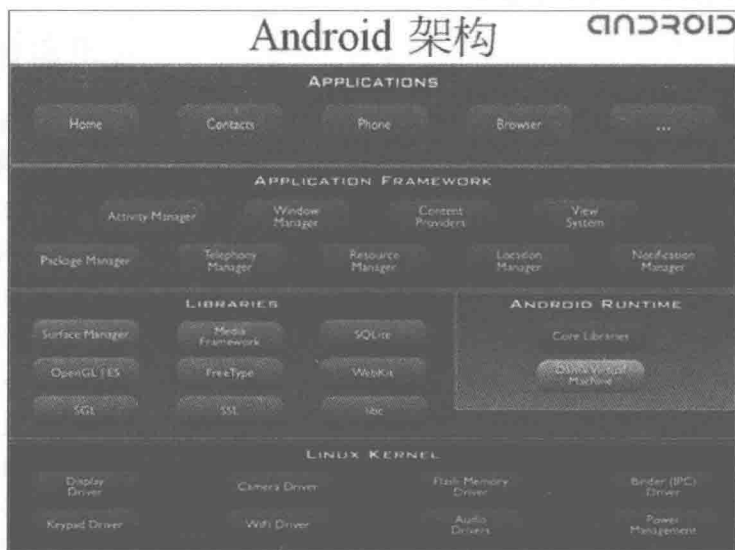 Android 架构
ANDROID
APPLICATIONS
Home Contacts Phone Browser ...
APPLICATION FRAMEWORK
Activity Manager Window Manager Content Providers View System
Package Manager Telephony Manager Resource Manager Location Manager Notification Manager
LIBRARIES
Surface Manager Media Framework SQLite
OpenGL | ES FreeType WebKit
SGL SSL libc
ANDROID RUNTIME
Core Libraries
Dalvik Virtual Machine
LINUX KERNEL
Display Driver Camera Driver Flash Memory Driver Binder (IPC) Driver
Keypad Driver WiFi Driver Audio Drivers Power Management